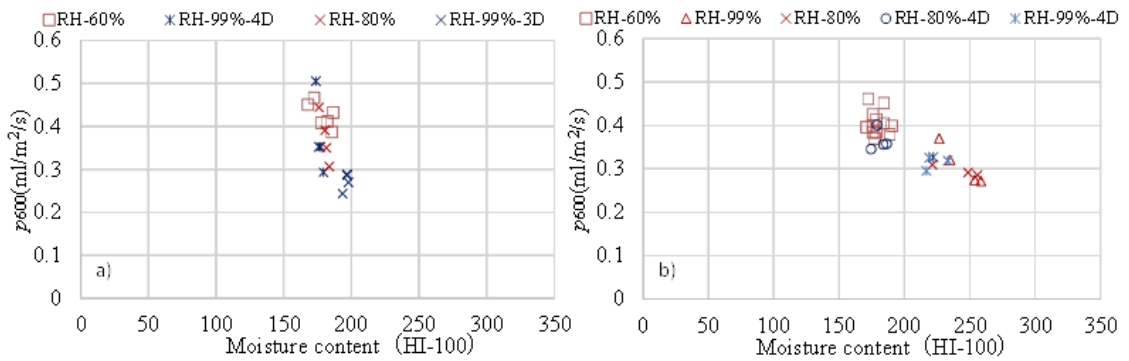 RH-60% RH-99%-4D RH-80% RH-99%-3D
0.6
0.5
0.4
0.3
0.2
0.1
0
p600(ml/m²/s)
a)
0 50 100 150 200 250 300 350
Moisture content （HI-100)
RH-60% RH-99% RH-80% RH-80%-4D RH-99%-4D
0.6
0.5
0.4
0.3
0.2
0.1
0
p600(ml/m²/s)
b)
0 50 100 150 200 250 300 350
Moisture content （HI-100)